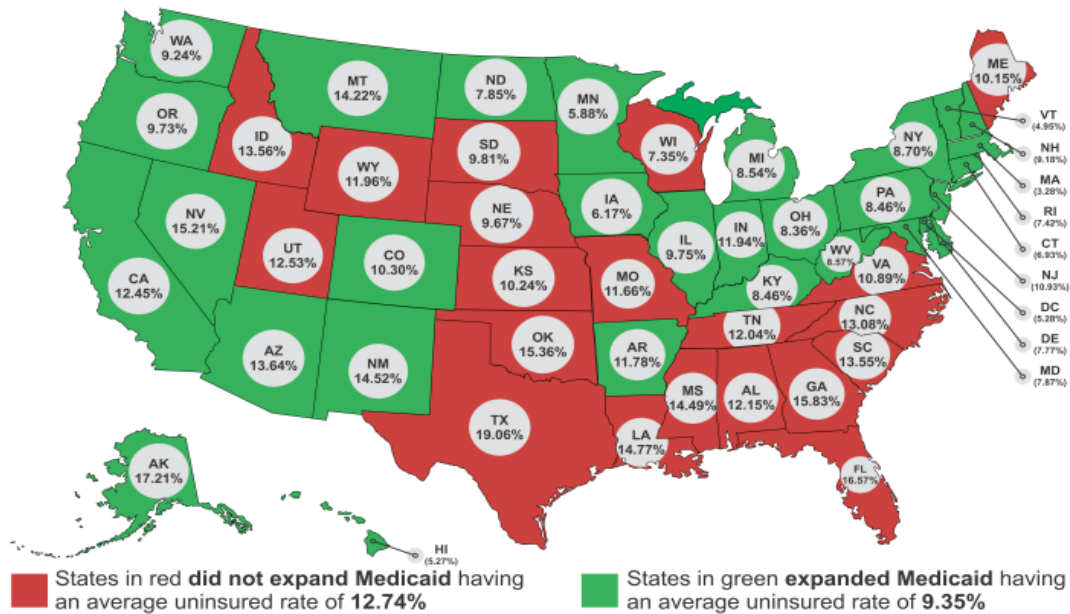 WA
9.24%
MT
14.22%
ND
7.85%
MN
5.88%
ME
10.15%
OR
9.73%
ID
13.56%
WY
11.96%
SD
9.81%
WI
7.35%
MI
8.54%
NY
8.70%
VT
(4.95%)
NH
(9.18%)
MA
(3.28%)
RI
(7.42%)
CT
(6.93%)
NJ
(10.93%)
DC
(5.28%)
DE
(7.77%)
MD
(7.87%)
NV
15.21%
UT
12.53%
CO
10.30%
NE
9.67%
IA
6.17%
IL
9.75%
IN
11.94%
OH
8.36%
PA
8.46%
WV
8.57%
VA
10.89%
CA
12.45%
KS
10.24%
MO
11.66%
KY
8.46%
TN
12.04%
NC
13.08%
SC
13.55%
AZ
13.64%
NM
14.52%
OK
15.36%
AR
11.78%
MS
14.49%
AL
12.15%
GA
15.83%
TX
19.06%
LA
14.77%
FL
16.57%
AK
17.21%
HI
(5.27%)
States in red did not expand Medicaid having
an average uninsured rate of 12.74%
States in green expanded Medicaid having
an average uninsured rate of 9.35%